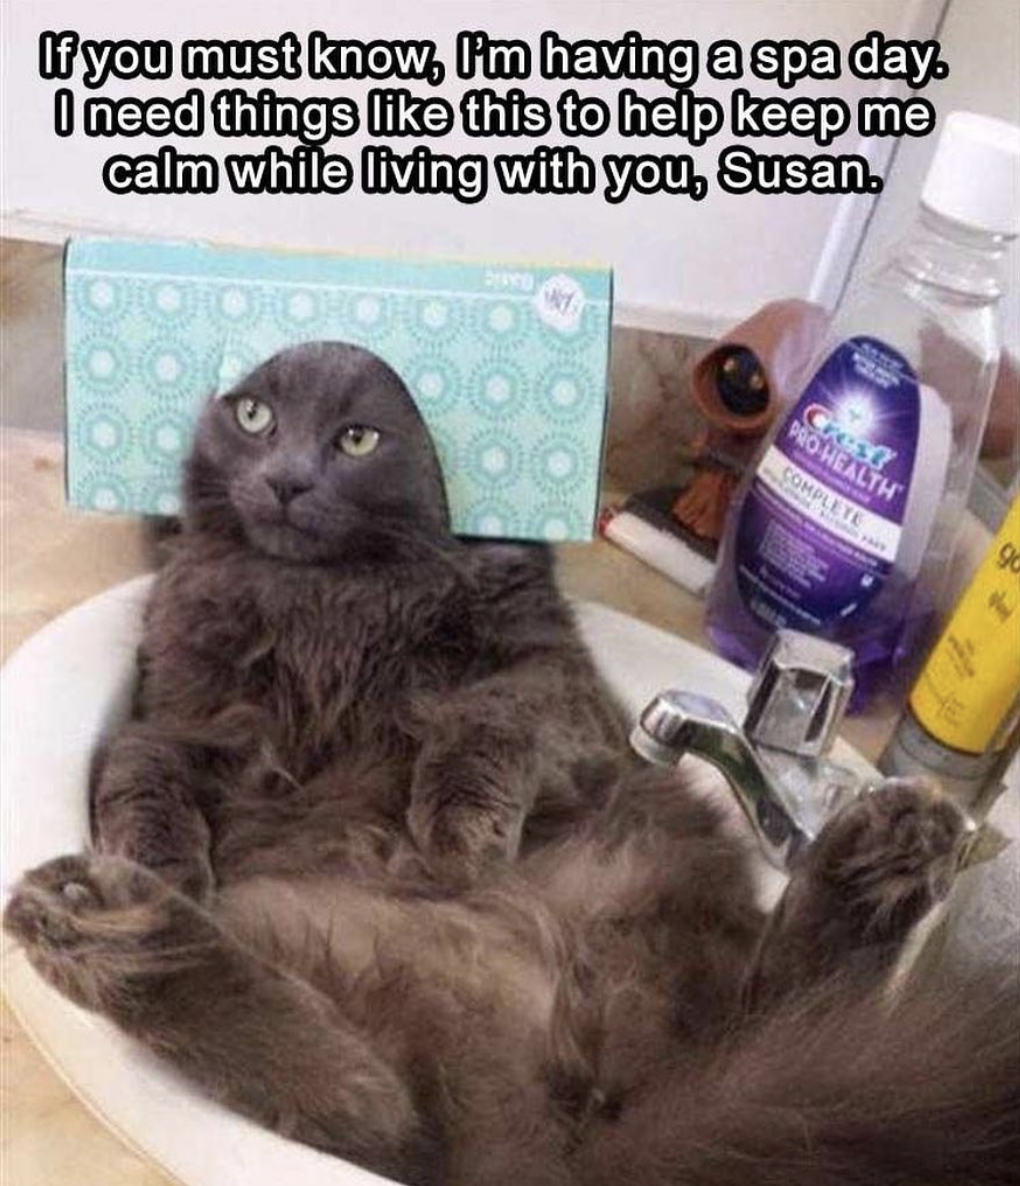 If you must know, I'm having a spa day.
I need things like this to help keep me
calm while living with you, Susan.
Crest
PRO-HEALTH
COMPLETE
go